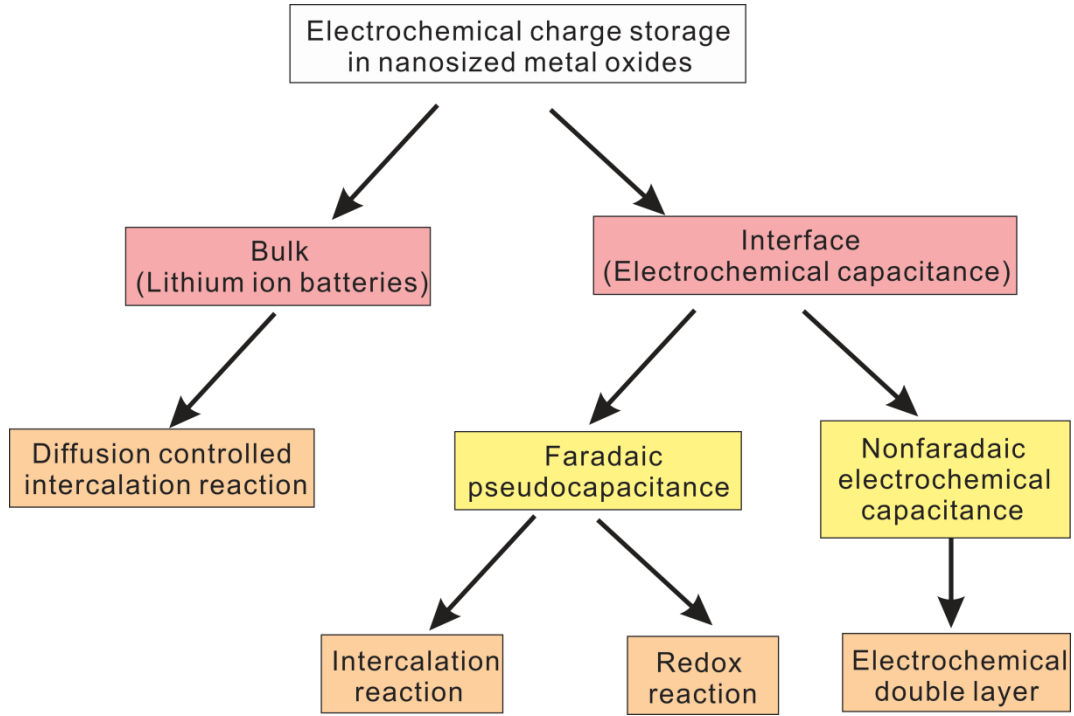 Electrochemical charge storage
in nanosized metal oxides
Bulk
(Lithium ion batteries)
Interface
(Electrochemical capacitance)
Diffusion controlled
intercalation reaction
Faradaic
pseudocapacitance
Nonfaradaic
electrochemical
capacitance
Intercalation
reaction
Redox
reaction
Electrochemical
double layer